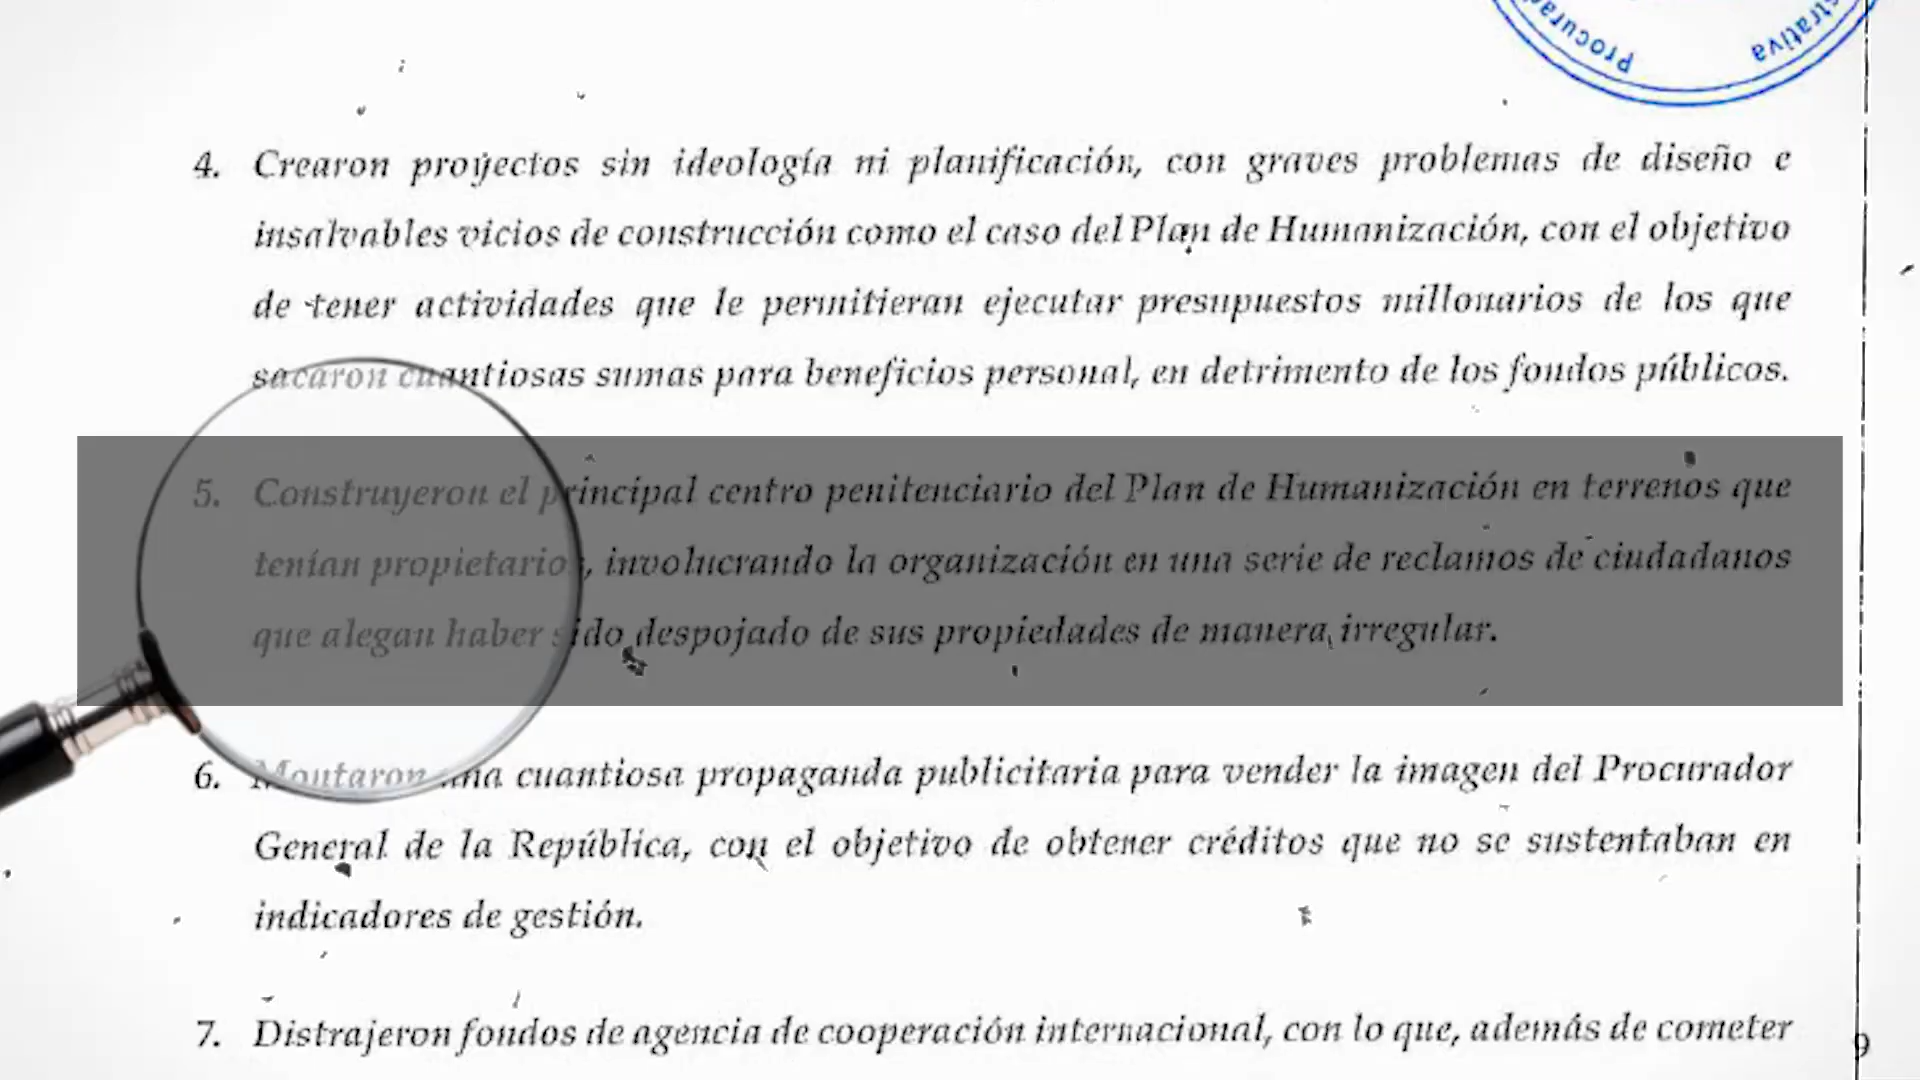 Procurad
strativa
4. Crearon proyectos sin ideología ni planificación, con graves problemas de diseño e
insalvables vicios de construcción como el caso del Plan de Humanización, con el objetivo
de tener actividades que le permitieran ejecutar presupuestos millonarios de los que
sacaron cuantiosas sumas para beneficios personal, en detrimento de los fondos públicos.
5. Construyeron el principal centro penitenciario del Plan de Humanización en terrenos que
tenían propietarios, involucrando la organización en una serie de reclamos de ciudadanos
que alegan haber sido despojado de sus propiedades de manera irregular.
6. Montaron una cuantiosa propaganda publicitaria para vender la imagen del Procurador
General de la República, con el objetivo de obtener créditos que no se sustentaban en
indicadores de gestión.
7. Distrajeron fondos de agencia de cooperación internacional, con lo que, además de cometer
9